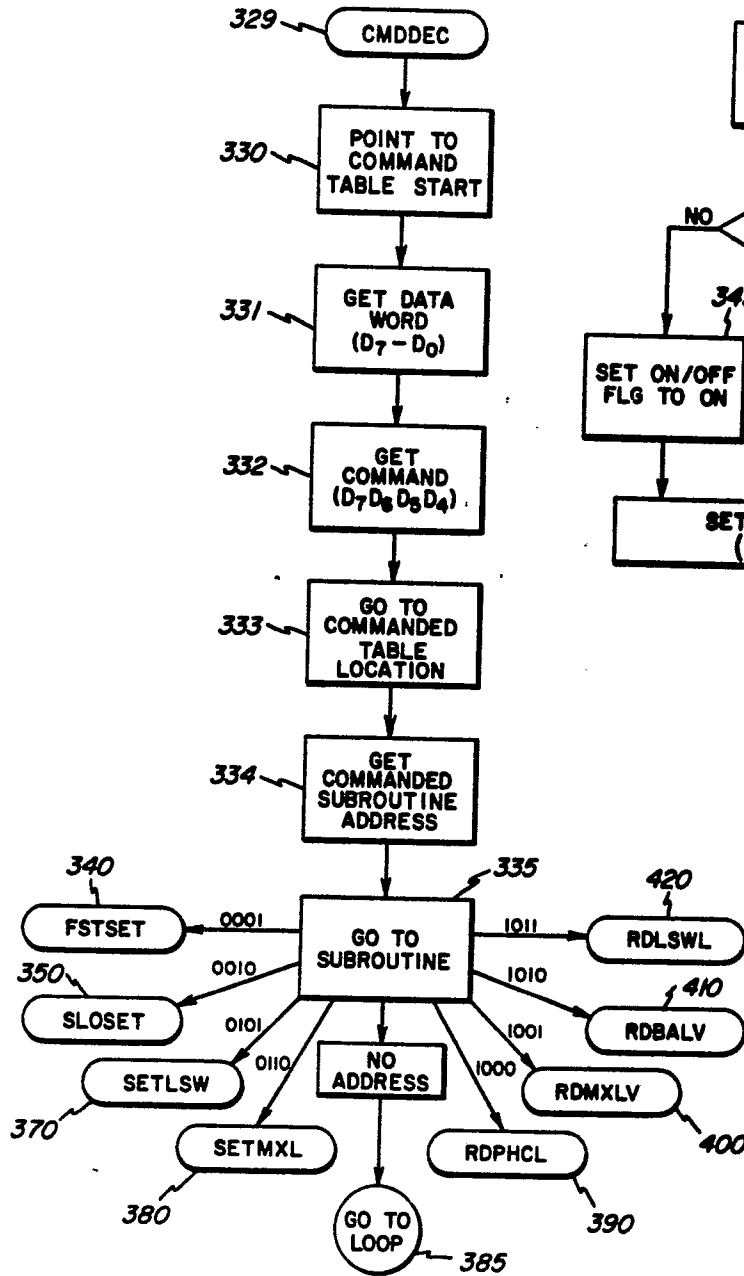 329
CMDDEC
330
POINT TO
COMMAND
TABLE START
331
GET DATA
WORD
(D7-D0)
332
GET
COMMAND
(D7D6D5D4)
333
GO TO
COMMANDED
TABLE
LOCATION
334
GET
COMMANDED
SUBROUTINE
ADDRESS
335
GO TO
SUBROUTINE
340
FSTSET
0001
350
SLOSET
0010
370
SETLSW
0101
380
SETMXL
0110
NO
ADDRESS
GO TO
LOOP
385
1000
RDPHCL
390
1001
RDMXLV
400
1010
410
RDBALV
1011
420
RDLSWL
NO
SET ON/OFF
FLG TO ON
SET
(